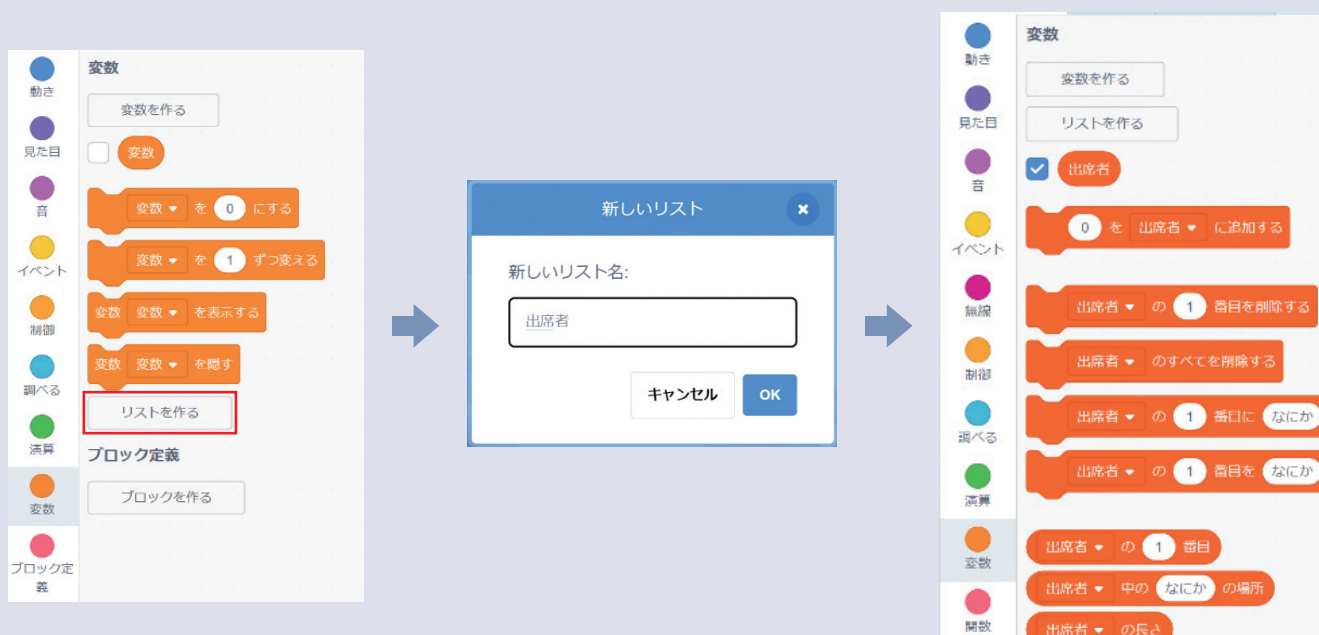 動き
見た目
音
イベント
制御
調べる
演算
変数
ブロック定
義
変数
変数を作る
変数
変数 を 0 にする
変数 を 1 ずつ変える
変数 変数 を表示する
変数 変数 を隠す
リストを作る
ブロック定義
ブロックを作る
新しいリスト
新しいリスト名:
出席者
キャンセル OK
動き
見た目
音
イベント
無線
制御
調べる
演算
変数
関数
変数
変数を作る
リストを作る
出席者
0 を 出席者 に追加する
出席者 の 1 番目を削除する
出席者 のすべてを削除する
出席者 の 1 番目に なにか
出席者 の 1 番目を なにか
出席者 の 1 番目
出席者 中の なにか の場所
出席者 の長さ